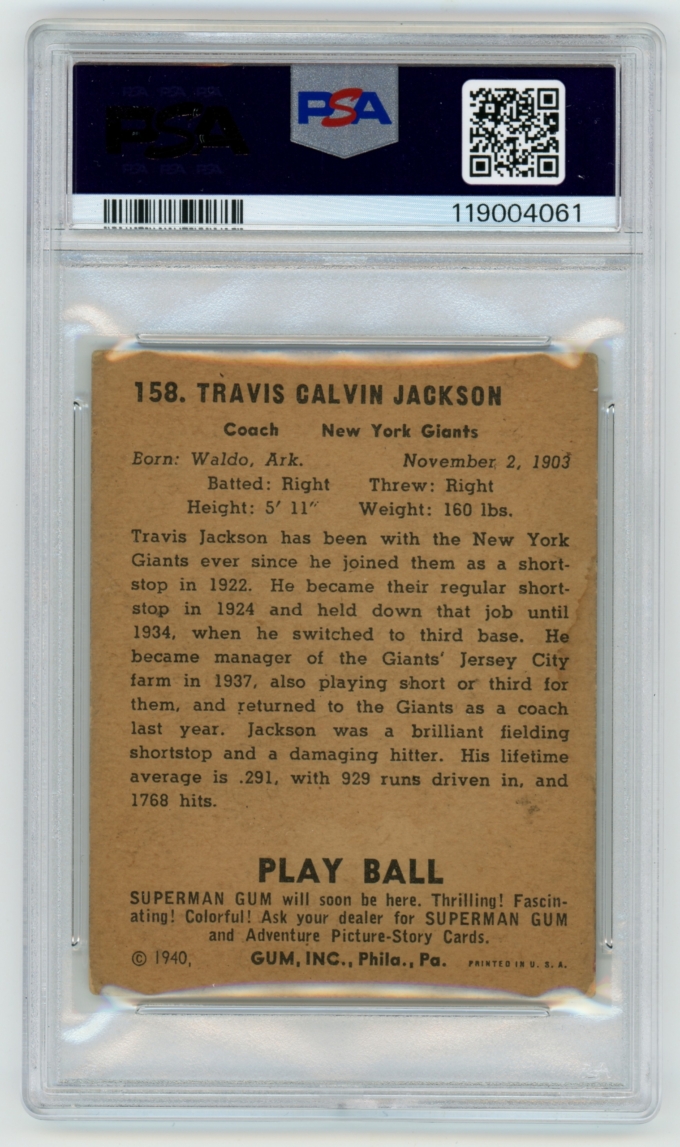 PSA
PSA
119004061
158. TRAVIS CALVIN JACKSON
Coach New York Giants
Born: Waldo, Ark. November 2, 1903
Batted: Right Threw: Right
Height: 5' 11" Weight: 160 lbs.
Travis Jackson has been with the New York
Giants ever since he joined them as a short-
stop in 1922. He became their regular short-
stop in 1924 and held down that job until
1934, when he switched to third base. He
became manager of the Giants' Jersey City
farm in 1937, also playing short or third for
them, and returned to the Giants as a coach
last year. Jackson was a brilliant fielding
shortstop and a damaging hitter. His lifetime
average is .291, with 929 runs driven in, and
1768 hits.
PLAY BALL
SUPERMAN GUM will soon be here. Thrilling! Fascin-
ating! Colorful! Ask your dealer for SUPERMAN GUM
and Adventure Picture-Story Cards.
© 1940, GUM, INC., Phila., Pa. PRINTED IN U. S. A.